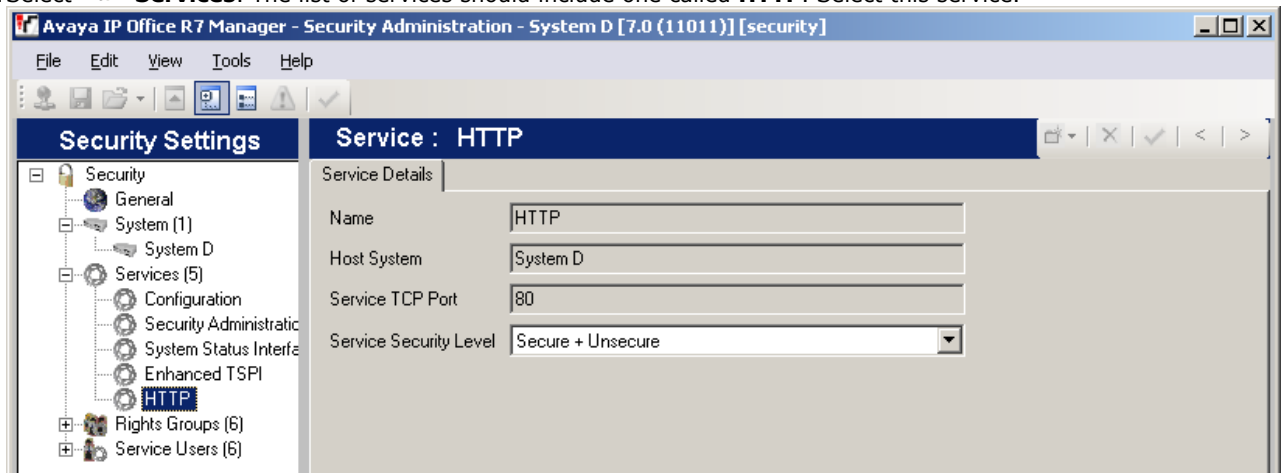 Select Services. The list of services should include one called HTTP. Select this service.
Avaya IP Office R7 Manager - Security Administration - System D [7.0 (11011)] [security]
File Edit View Tools Help
Security Settings
Service : HTTP
Security
General
System (1)
System D
Services (5)
Configuration
Security Administratic
System Status Interfa
Enhanced TSPI
HTTP
Rights Groups (6)
Service Users (6)
Service Details
Name HTTP
Host System System D
Service TCP Port 80
Service Security Level Secure + Unsecure